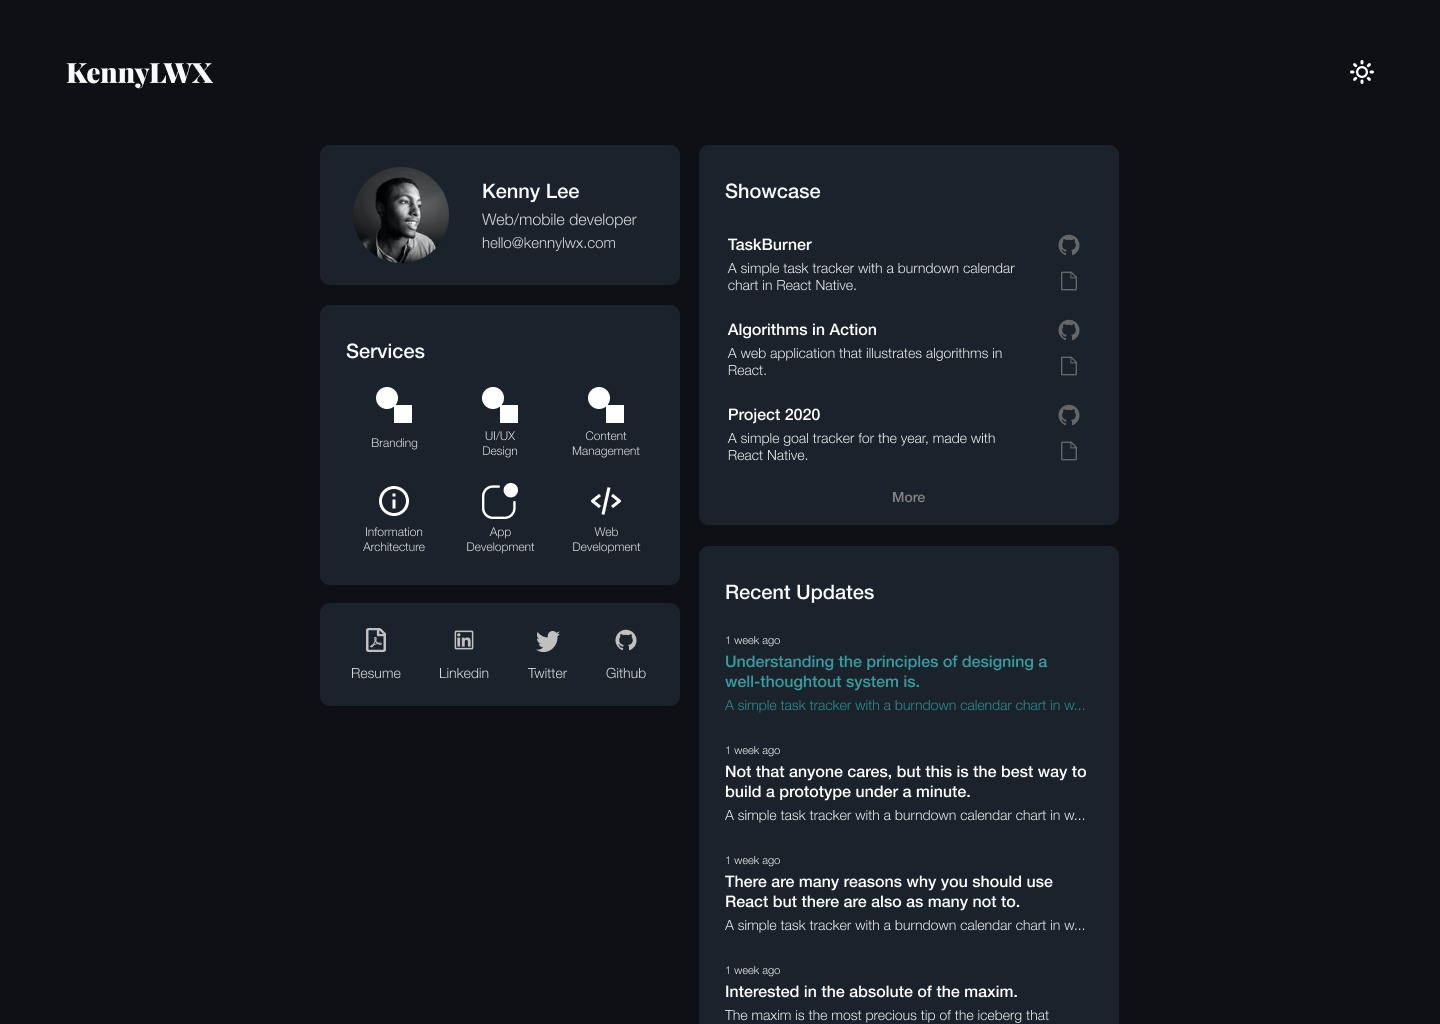 KennyLWX
Kenny Lee
Web/mobile developer
hello@kennylwx.com
Services
Branding
UI/UX
Design
Content
Management
Information
Architecture
App
Development
Web
Development
Resume
Linkedin
Twitter
Github
Showcase
TaskBurner
A simple task tracker with a burndown calendar
chart in React Native.
Algorithms in Action
A web application that illustrates algorithms in
React.
Project 2020
A simple goal tracker for the year, made with
React Native.
More
Recent Updates
1 week ago
Understanding the principles of designing a
well-thoughtout system is.
A simple task tracker with a burndown calendar chart in w...
1 week ago
Not that anyone cares, but this is the best way to
build a prototype under a minute.
A simple task tracker with a burndown calendar chart in w...
1 week ago
There are many reasons why you should use
React but there are also as many not to.
A simple task tracker with a burndown calendar chart in w...
1 week ago
Interested in the absolute of the maxim.
The maxim is the most precious tip of the iceberg that